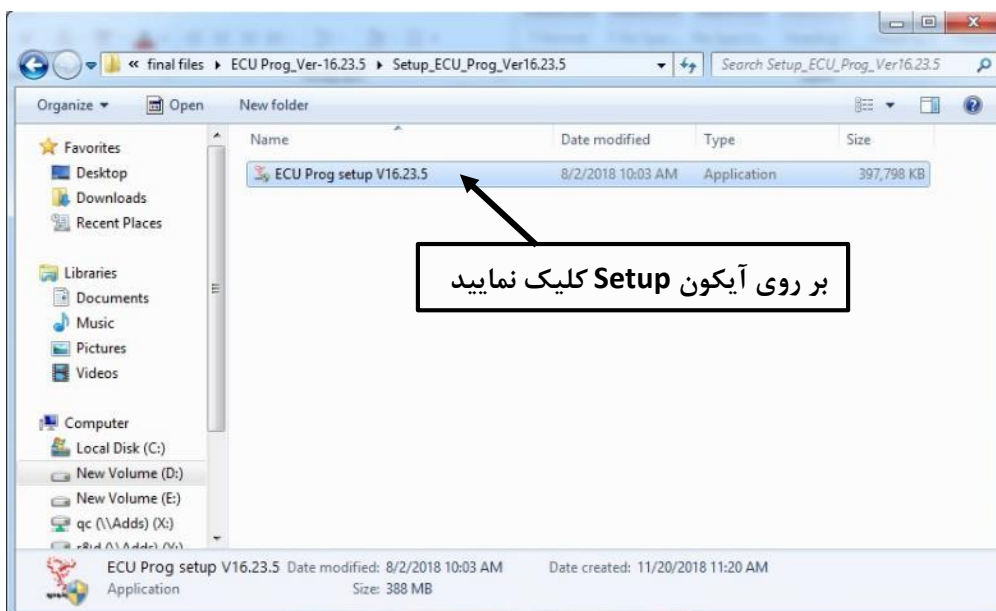 « final files ▸ ECU Prog_Ver-16.23.5 ▸ Setup_ECU_Prog_Ver16.23.5
Search Setup_ECU_Prog_Ver16.23.5
Organize Open New folder
Name Date modified Type Size
ECU Prog setup V16.23.5 8/2/2018 10:03 AM Application 397,798 KB
Favorites
Desktop
Downloads
Recent Places
Libraries
Documents
Music
Pictures
Videos
Computer
Local Disk (C:)
New Volume (D:)
New Volume (E:)
qc (\\Adds) (X:)
بر روی آیکون Setup کلیک نمایید
ECU Prog setup V16.23.5 Date modified: 8/2/2018 10:03 AM Date created: 11/20/2018 11:20 AM
Application Size: 388 MB